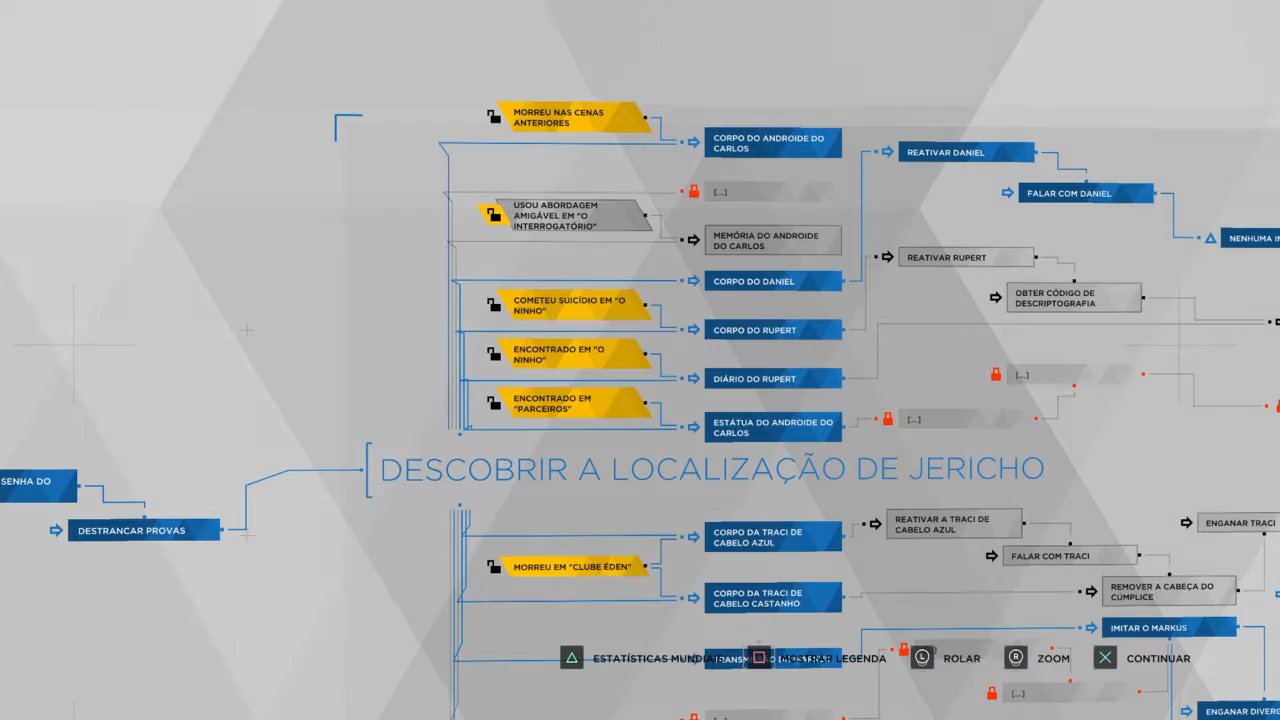 MORREU NAS CENAS
ANTERIORES
CORPO DO ANDROIDE DO
CARLOS
REATIVAR DANIEL
[...]
FALAR COM DANIEL
USOU ABORDAGEM
AMIGÁVEL EM "O
INTERROGATÓRIO"
MEMÓRIA DO ANDROIDE
DO CARLOS
NENHUMA
REATIVAR RUPERT
CORPO DO DANIEL
OBTER CÓDIGO DE
DESCRIPTOGRAFIA
COMETEU SUICÍDIO EM "O
NINHO"
CORPO DO RUPERT
ENCONTRADO EM "O
NINHO"
DIÁRIO DO RUPERT
[...]
ENCONTRADO EM
"PARCEIROS"
ESTÁTUA DO ANDROIDE DO
CARLOS
[...]
DESCOBRIR A LOCALIZAÇÃO DE JERICHO
SENHA DO
DESTRANCAR PROVAS
CORPO DA TRACI DE
CABELO AZUL
REATIVAR A TRACI DE
CABELO AZUL
ENGANAR TRACI
FALAR COM TRACI
MORREU EM "CLUBE ÉDEN"
CORPO DA TRACI DE
CABELO CASTANHO
REMOVER A CABEÇA DO
CÚMPLICE
IMITAR O MARKUS
ESTATÍSTICAS
MOSTRAR LEGENDA
ROLAR
ZOOM
CONTINUAR
[...]
[...]
ENGANAR